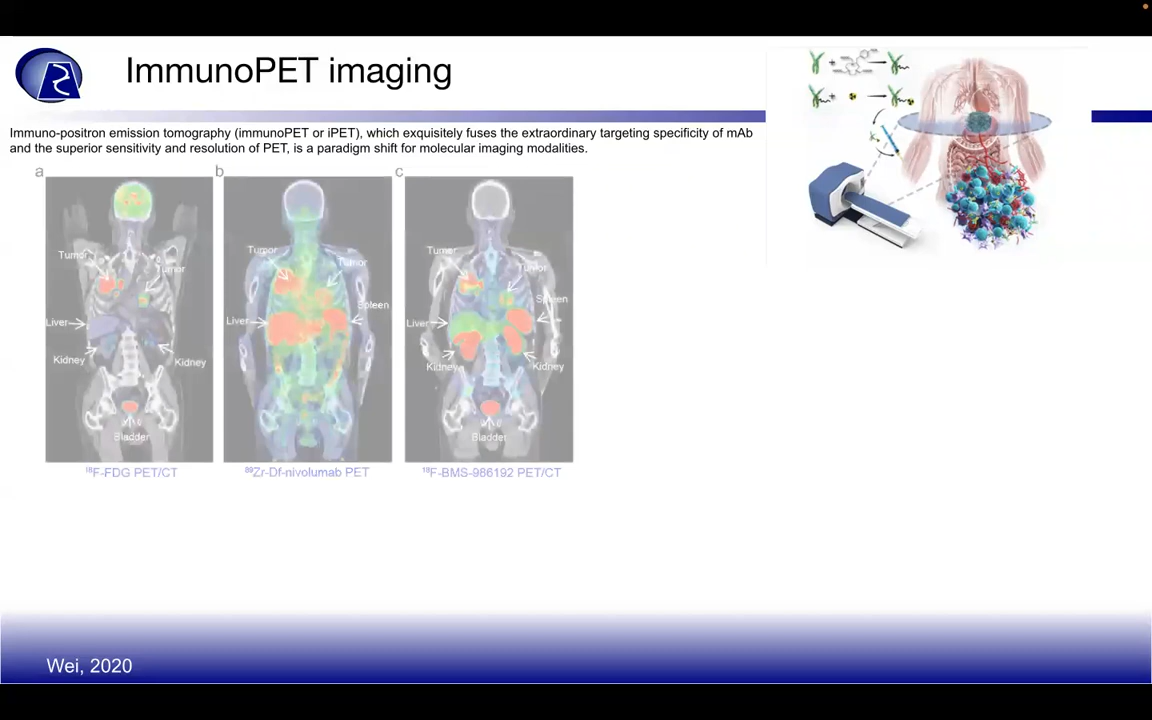 ImmunoPET imaging
Immuno-positron emission tomography (immunoPET or iPET), which exquisitely fuses the extraordinary targeting specificity of mAb
and the superior sensitivity and resolution of PET, is a paradigm shift for molecular imaging modalities.
a b c
Tumor
Tumor
Liver
Kidney
Kidney
Bladder
Tumor
Tumor
Spleen
Liver
Tumor
Tumor
Spleen
Liver
Kidney
Kidney
Bladder
¹⁸F-FDG PET/CT
⁸⁹Zr-Df-nivolumab PET
¹⁸F-BMS-986192 PET/CT
Wei, 2020